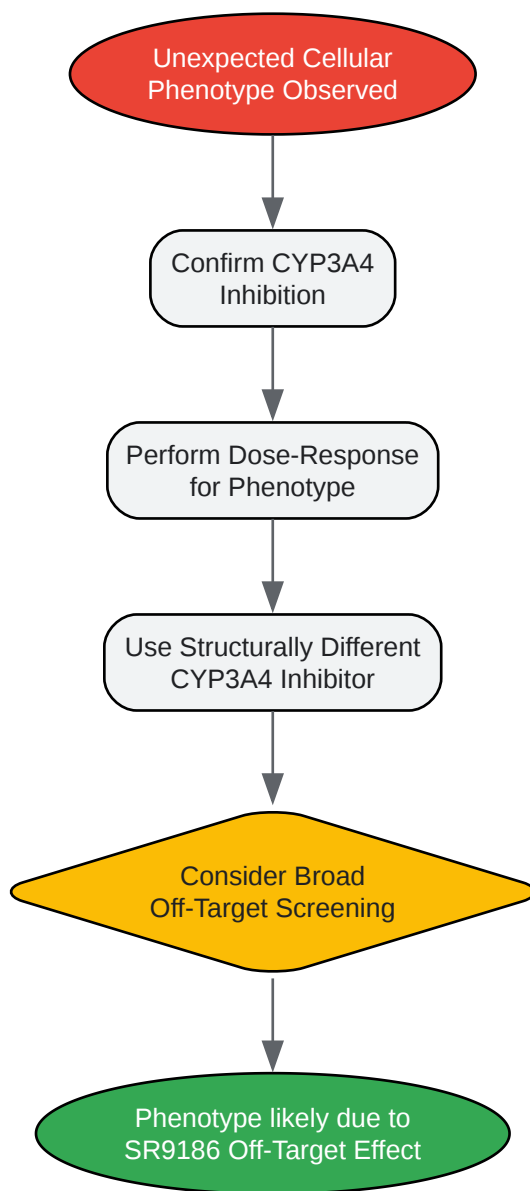 Unexpected Cellular
Phenotype Observed
Confirm CYP3A4
Inhibition
Perform Dose-Response
for Phenotype
Use Structurally Different
CYP3A4 Inhibitor
Consider Broad
Off-Target Screening
Phenotype likely due to
SR9186 Off-Target Effect